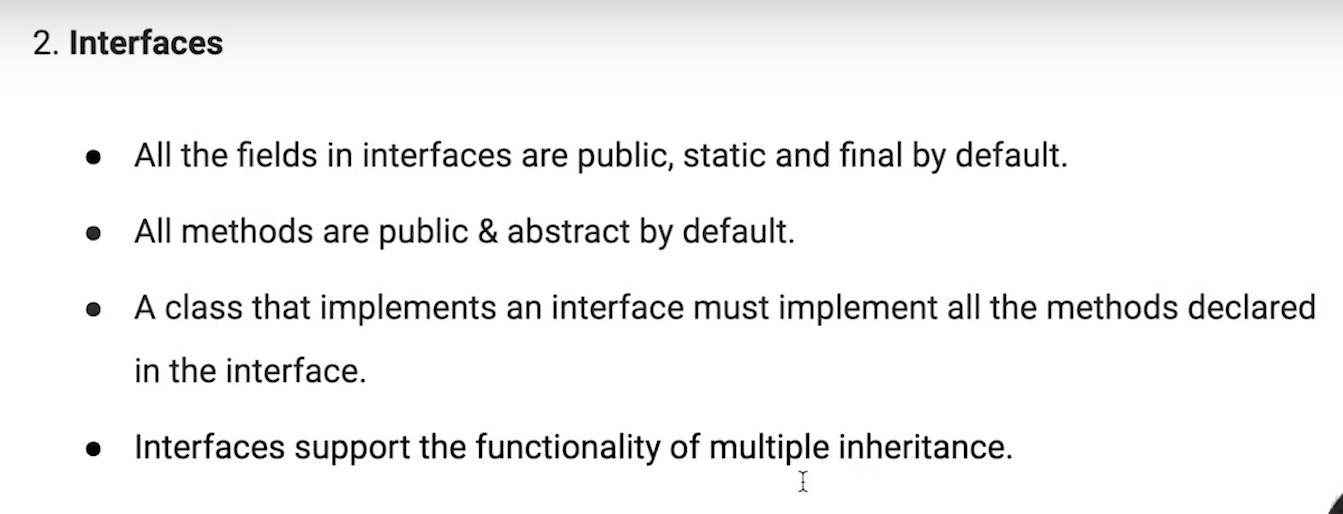 2. Interfaces
● All the fields in interfaces are public, static and final by default.
● All methods are public & abstract by default.
● A class that implements an interface must implement all the methods declared
in the interface.
● Interfaces support the functionality of multiple inheritance.